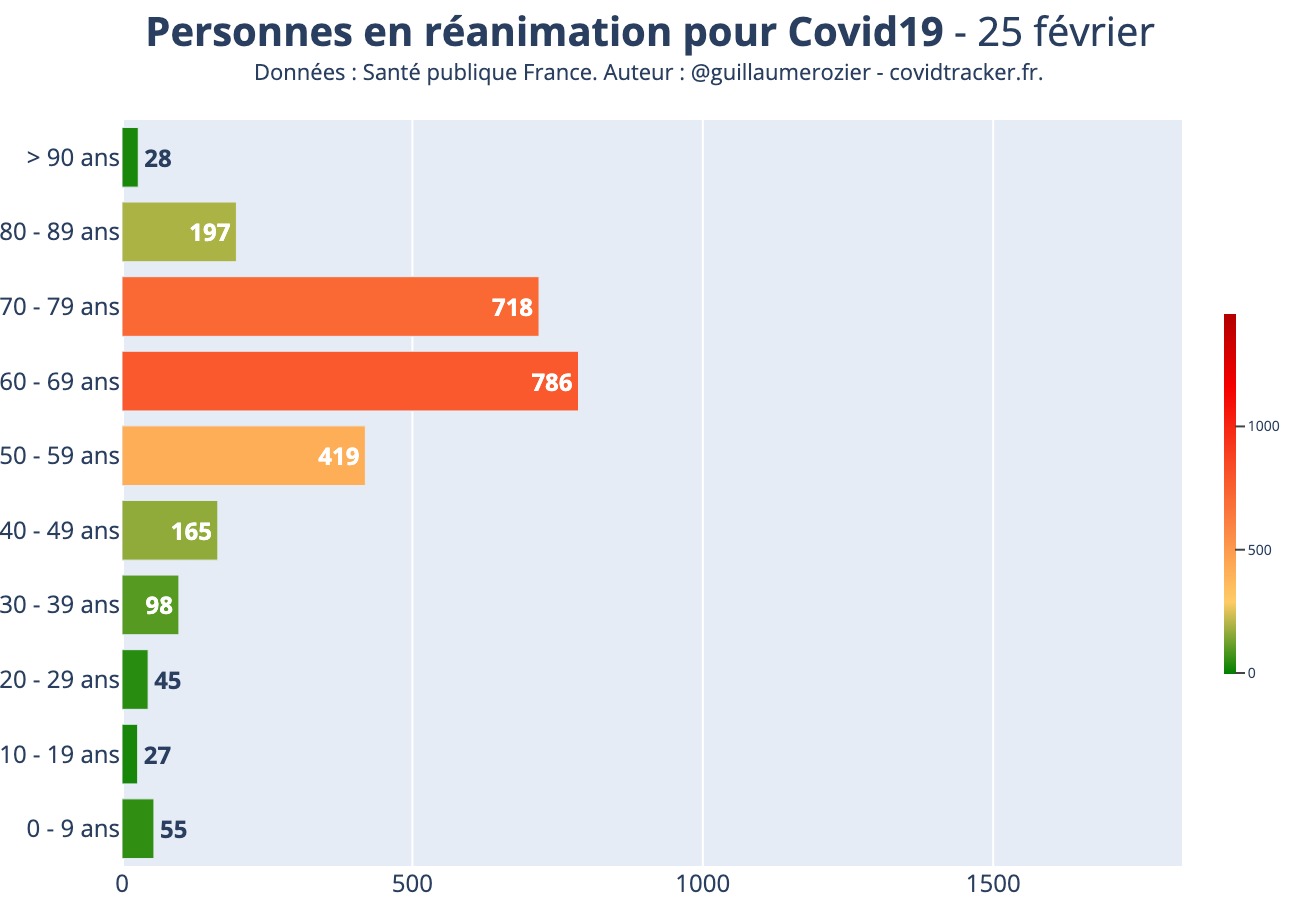 Personnes en réanimation pour Covid19 - 25 février
Données : Santé publique France. Auteur : @guillaumerozier - covidtracker.fr.
> 90 ans 28
80 - 89 ans 197
70 - 79 ans 718
60 - 69 ans 786
50 - 59 ans 419
40 - 49 ans 165
30 - 39 ans 98
20 - 29 ans 45
10 - 19 ans 27
0 - 9 ans 55
0 500 1000 1500
1000
500
0